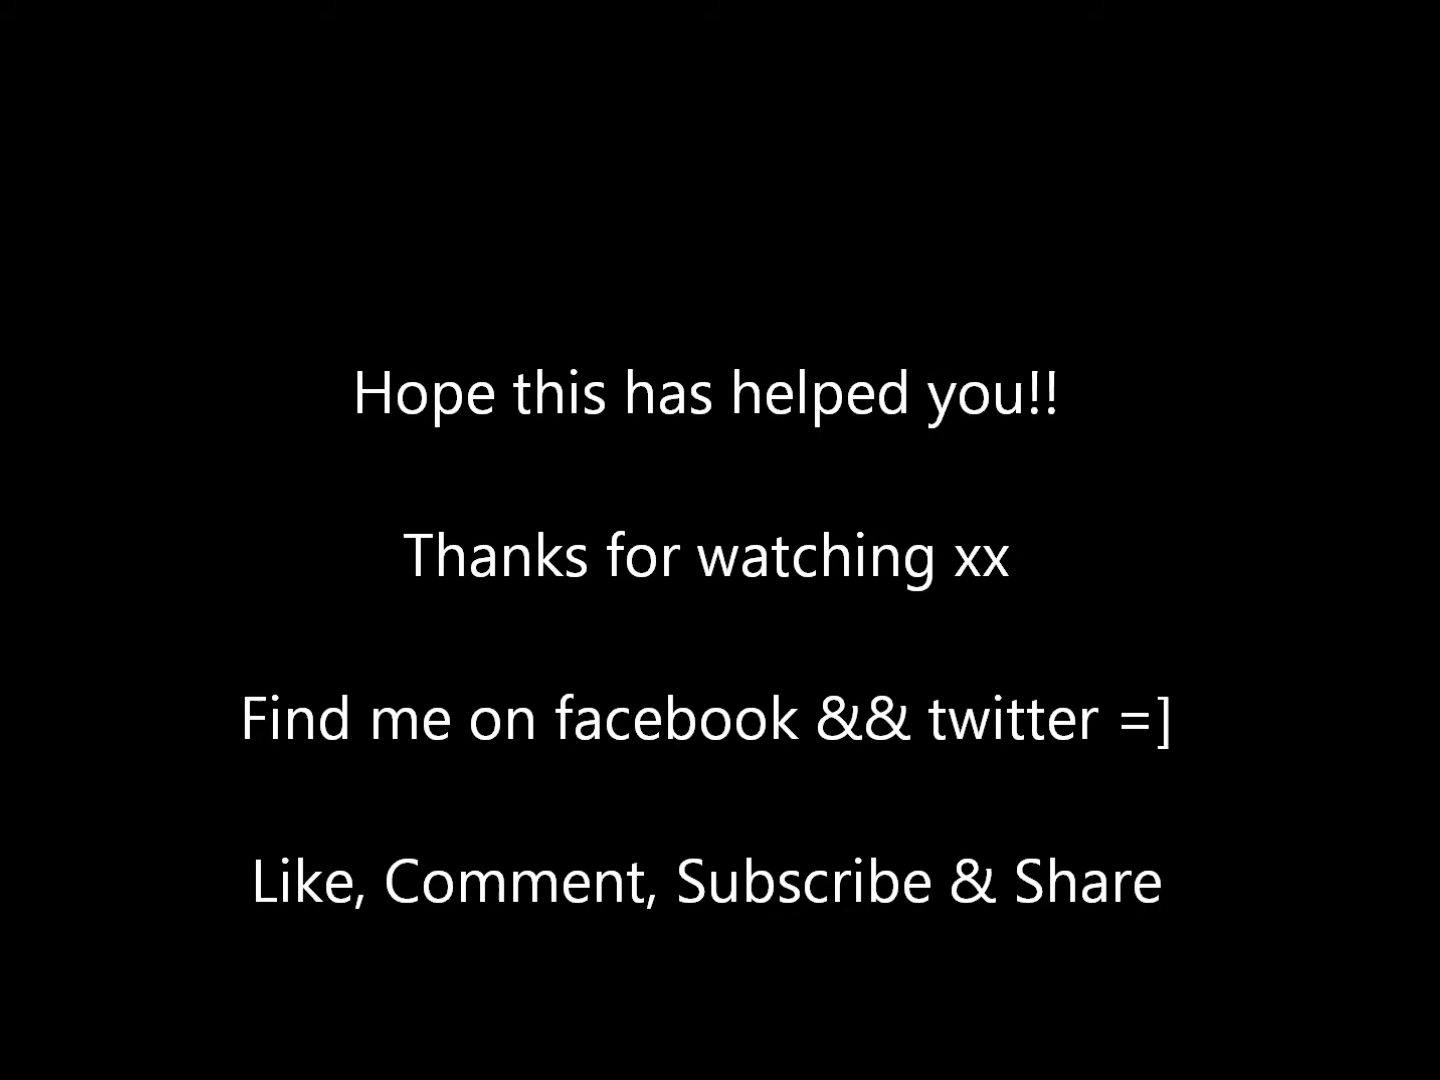 Hope this has helped you!!
Thanks for watching xx
Find me on facebook && twitter =]
Like, Comment, Subscribe & Share